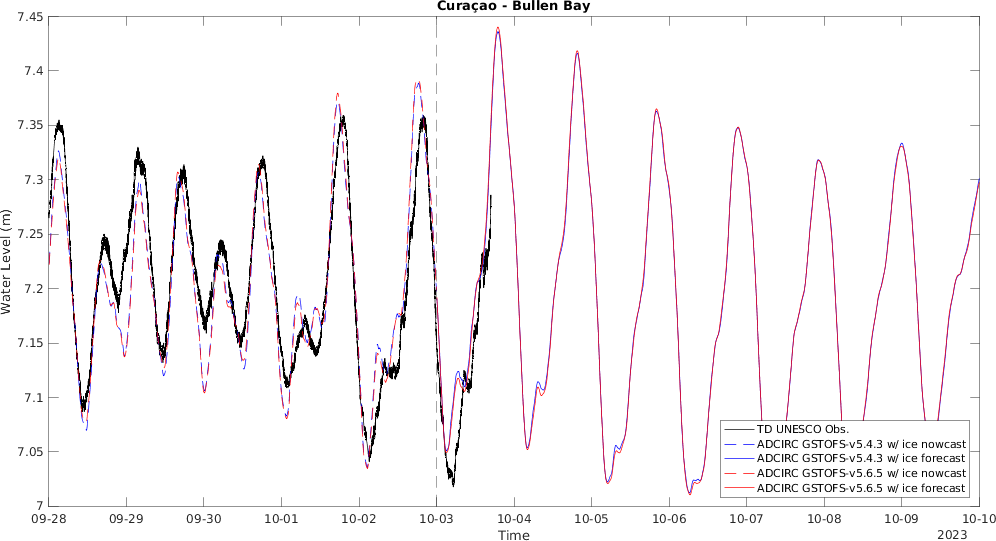 Curaçao - Bullen Bay
7.45
7.4
7.35
7.3
7.25
7.2
7.15
7.1
7.05
7
Water Level (m)
09-28 09-29 09-30 10-01 10-02 10-03 10-04 10-05 10-06 10-07 10-08 10-09 10-10
Time
2023
TD UNESCO Obs.
ADCIRC GSTOFS-v5.4.3 w/ ice nowcast
ADCIRC GSTOFS-v5.4.3 w/ ice forecast
ADCIRC GSTOFS-v5.6.5 w/ ice nowcast
ADCIRC GSTOFS-v5.6.5 w/ ice forecast